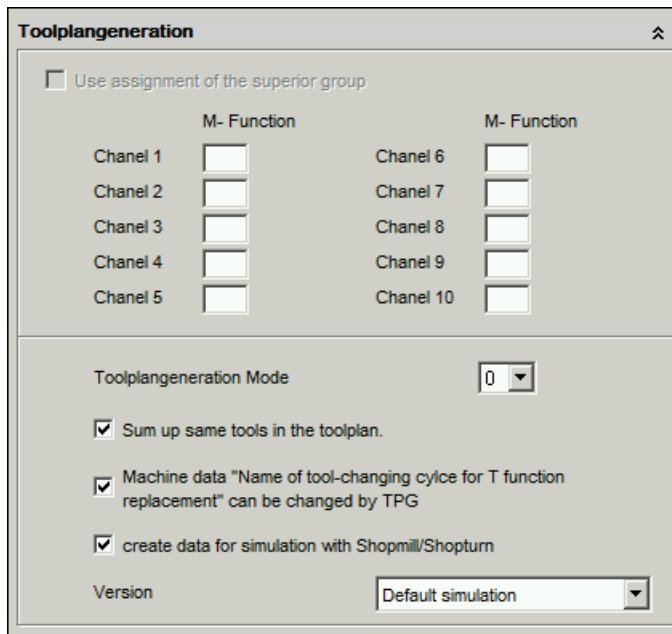 Toolplangeneration
Use assignment of the superior group
M- Function M- Function
Chanel 1 Chanel 6
Chanel 2 Chanel 7
Chanel 3 Chanel 8
Chanel 4 Chanel 9
Chanel 5 Chanel 10
Toolplangeneration Mode 0
Sum up same tools in the toolplan.
Machine data "Name of tool-changing cylce for T function
replacement" can be changed by TPG
create data for simulation with Shopmill/Shopturn
Version Default simulation